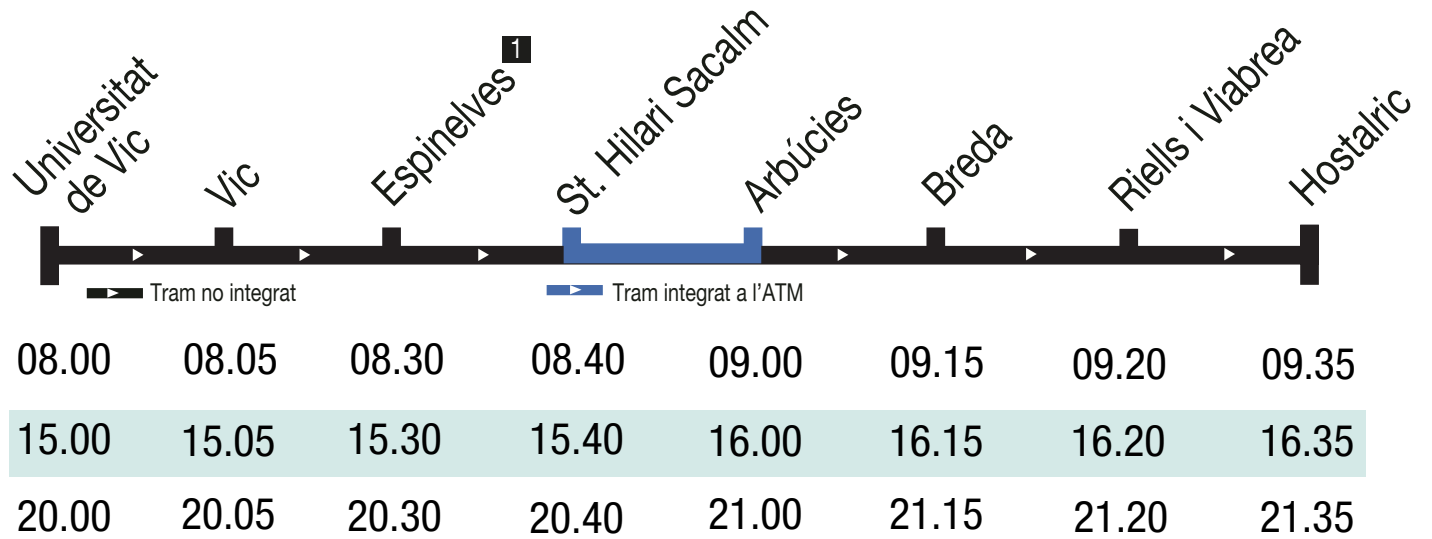 Universitat
de Vic
Vic
Espinelves 1
St. Hilari Sacalm
Arbúcies
Breda
Riells i Viabrea
Hostalric
Tram no integrat
Tram integrat a l'ATM
08.00 08.05 08.30 08.40 09.00 09.15 09.20 09.35
15.00 15.05 15.30 15.40 16.00 16.15 16.20 16.35
20.00 20.05 20.30 20.40 21.00 21.15 21.20 21.35